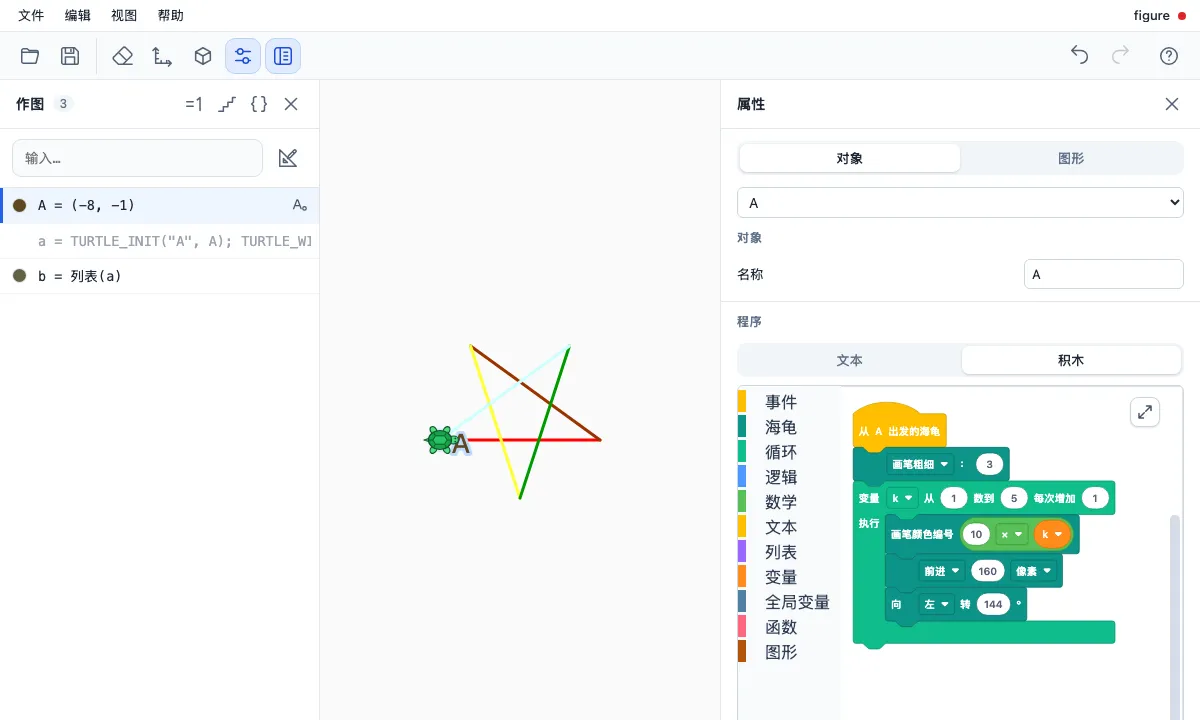 文件 编辑 视图 帮助 figure
作图 3 =1 {}
属性
输入…
对象 图形
A = (−8, −1) A
A
a = TURTLE_INIT("A", A); TURTLE_WI
对象
b = 列表(a)
名称 A
程序
文本 积木
事件
海龟
循环
逻辑
数学
文本
列表
变量
全局变量
函数
图形
从 A 出发的海龟
画笔粗细 : 3
变量 k 从 1 数到 5 每次增加 1
执行
画笔颜色编号 10 × k
前进 160 像素
向 左 转 144 °
A